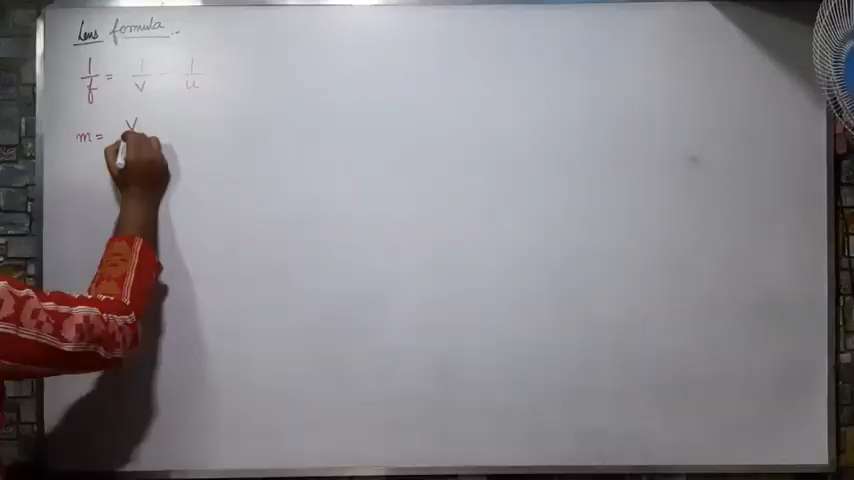 Lens formula :-
1/f = 1/v - 1/u
m = v